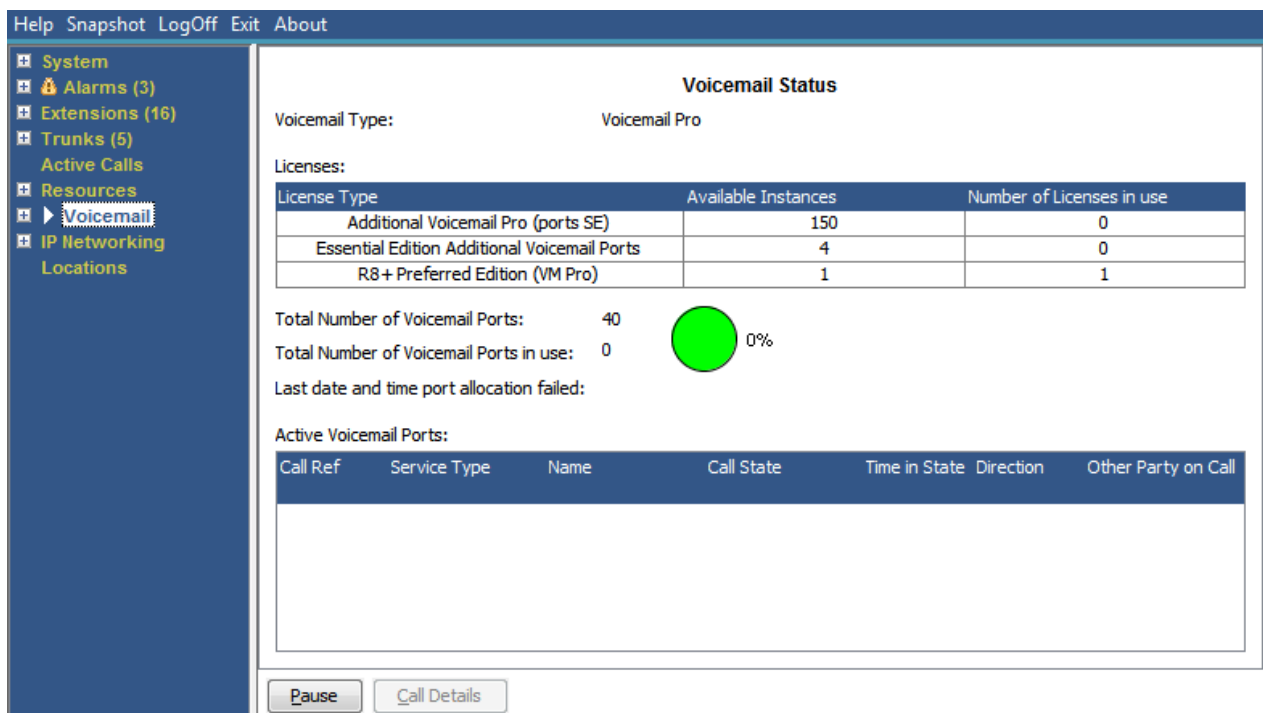 Help Snapshot LogOff Exit About
System
Alarms (3)
Extensions (16)
Trunks (5)
Active Calls
Resources
Voicemail
IP Networking
Locations
Voicemail Status
Voicemail Type: Voicemail Pro
Licenses:
License Type Available Instances Number of Licenses in use
Additional Voicemail Pro (ports SE) 150 0
Essential Edition Additional Voicemail Ports 4 0
R8+ Preferred Edition (VM Pro) 1 1
Total Number of Voicemail Ports: 40
0%
Total Number of Voicemail Ports in use: 0
Last date and time port allocation failed:
Active Voicemail Ports:
Call Ref Service Type Name Call State Time in State Direction Other Party on Call
Pause Call Details